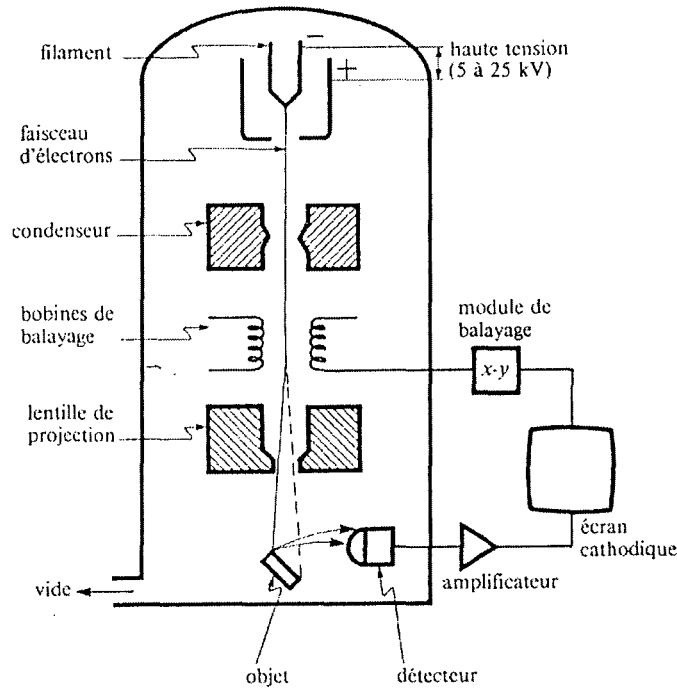 filament
−
+
haute tension
(5 à 25 kV)
faisceau
d'électrons
condenseur
bobines de
balayage
module de
balayage
x-y
lentille de
projection
écran
cathodique
amplificateur
vide
objet
détecteur